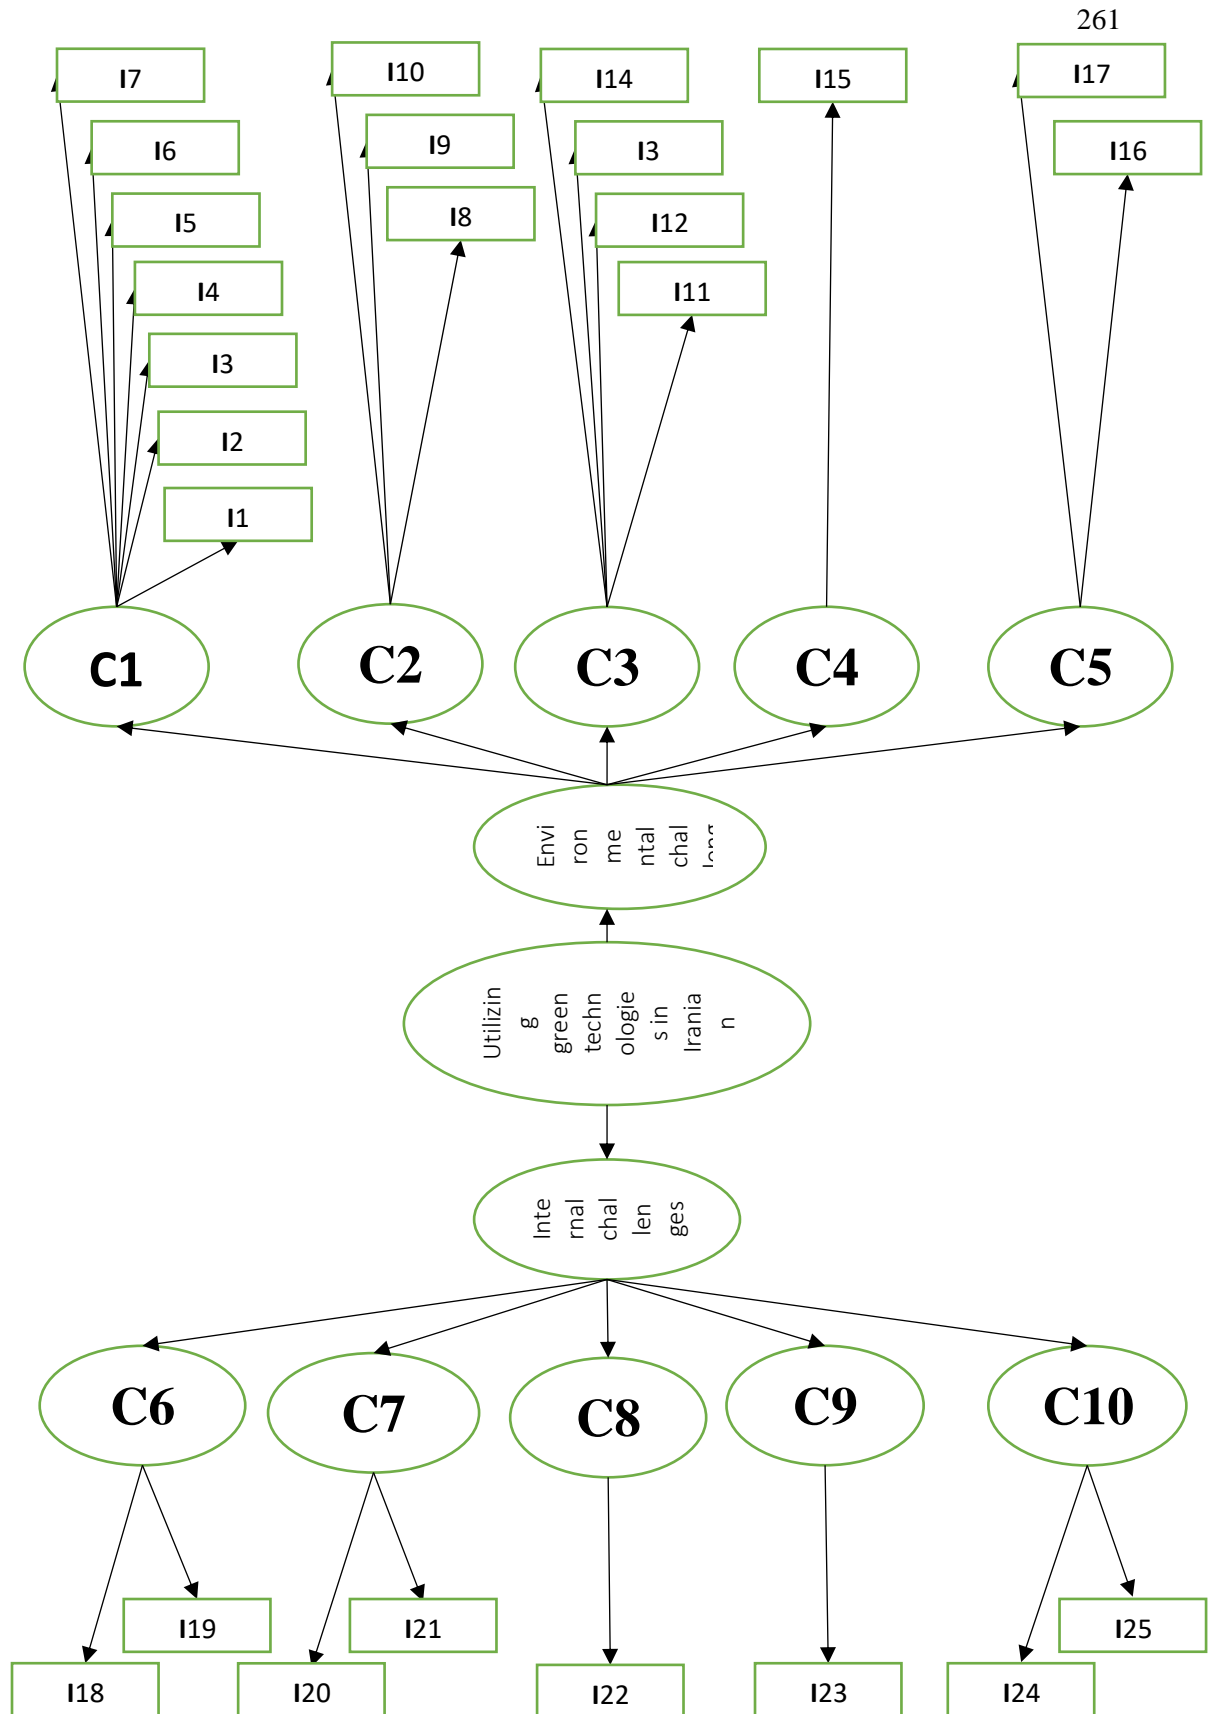 261
I7
I10
I14
I15
I17
I6
I9
I3
I16
I5
I8
I12
I4
I11
I3
I2
I1
C1
C2
C3
C4
C5
Envi
ron
me
ntal
chal
Utilizin
g
green
techn
ologie
s in
Irania
n
Inte
rnal
chal
len
ges
C6
C7
C8
C9
C10
I19
I21
I25
I18
I20
I22
I23
I24